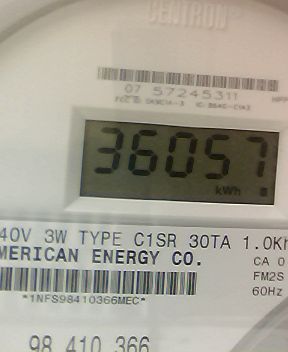 CENTRON®
07 57245311
36057
kWh
40V 3W TYPE C1SR 30TA 1.0Kh
MERICAN ENERGY CO.
CA 0
FM2S
60Hz
*1NFS98410366MEC*
98 410 366